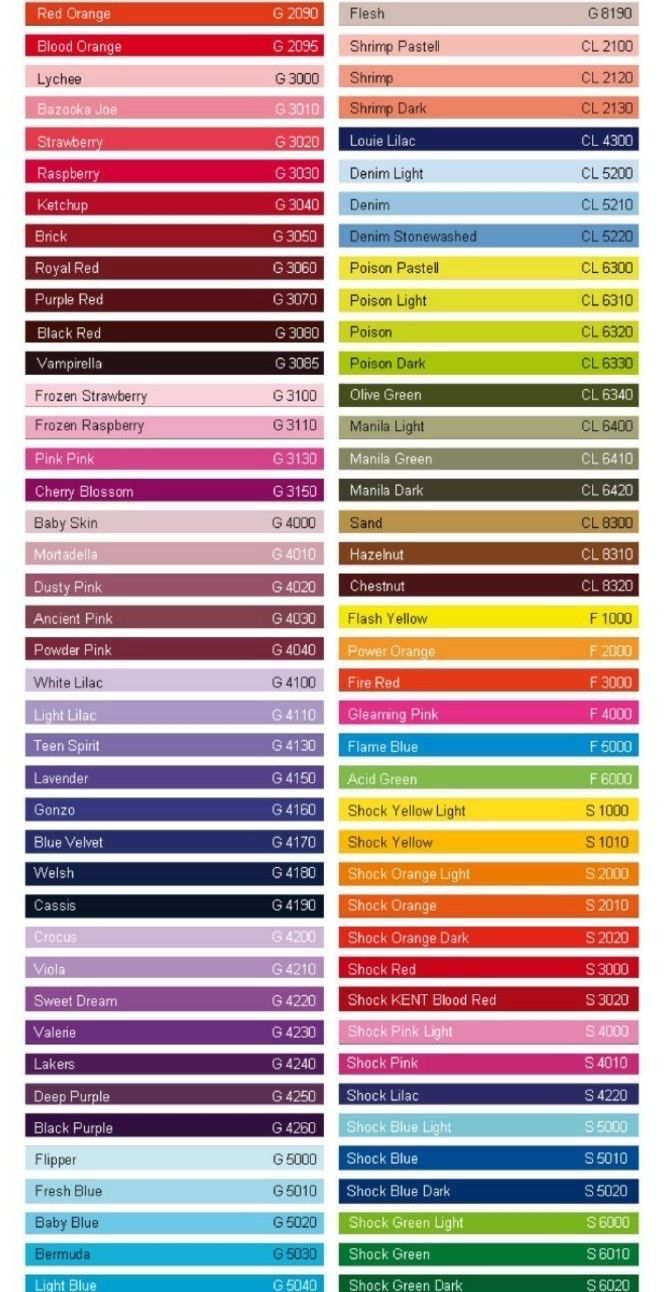 Red Orange G 2090
Blood Orange G 2095
Lychee G 3000
Bazooka Joe G 3010
Strawberry G 3020
Raspberry G 3030
Ketchup G 3040
Brick G 3050
Royal Red G 3060
Purple Red G 3070
Black Red G 3080
Vampirella G 3085
Frozen Strawberry G 3100
Frozen Raspberry G 3110
Pink Pink G 3130
Cherry Blossom G 3150
Baby Skin G 4000
Mortadella G 4010
Dusty Pink G 4020
Ancient Pink G 4030
Powder Pink G 4040
White Lilac G 4100
Light Lilac G 4110
Teen Spirit G 4130
Lavender G 4150
Gonzo G 4160
Blue Velvet G 4170
Welsh G 4180
Cassis G 4190
Crocus G 4200
Viola G 4210
Sweet Dream G 4220
Valerie G 4230
Lakers G 4240
Deep Purple G 4250
Black Purple G 4260
Flipper G 5000
Fresh Blue G 5010
Baby Blue G 5020
Bermuda G 5030
Light Blue G 5040
Flesh G 8190
Shrimp Pastell CL 2100
Shrimp CL 2120
Shrimp Dark CL 2130
Louie Lilac CL 4300
Denim Light CL 5200
Denim CL 5210
Denim Stonewashed CL 5220
Poison Pastell CL 6300
Poison Light CL 6310
Poison CL 6320
Poison Dark CL 6330
Olive Green CL 6340
Manila Light CL 6400
Manila Green CL 6410
Manila Dark CL 6420
Sand CL 8300
Hazelnut CL 8310
Chestnut CL 8320
Flash Yellow F 1000
Power Orange F 2000
Fire Red F 3000
Gleaming Pink F 4000
Flame Blue F 5000
Acid Green F 6000
Shock Yellow Light S 1000
Shock Yellow S 1010
Shock Orange Light S 2000
Shock Orange S 2010
Shock Orange Dark S 2020
Shock Red S 3000
Shock KENT Blood Red S 3020
Shock Pink Light S 4000
Shock Pink S 4010
Shock Lilac S 4220
Shock Blue Light S 5000
Shock Blue S 5010
Shock Blue Dark S 5020
Shock Green Light S 6000
Shock Green S 6010
Shock Green Dark S 6020